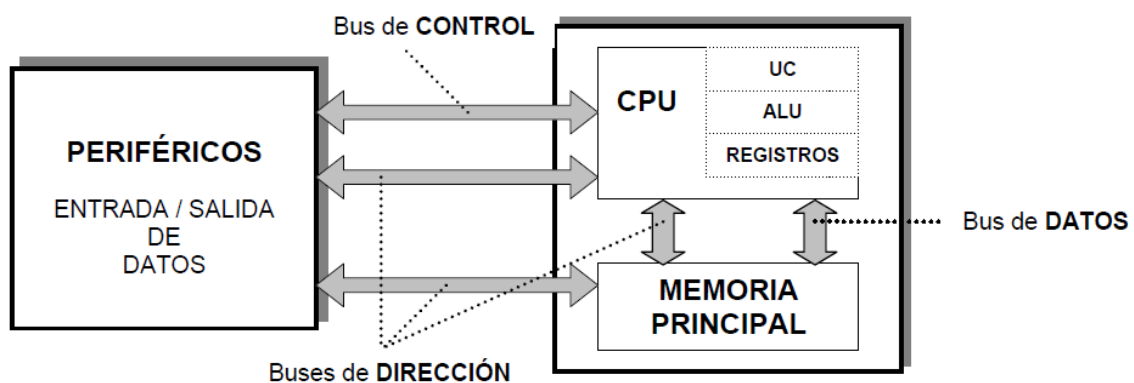 Bus de CONTROL
PERIFÉRICOS
ENTRADA / SALIDA
DE
DATOS
CPU
UC
ALU
REGISTROS
Bus de DATOS
MEMORIA
PRINCIPAL
Buses de DIRECCIÓN